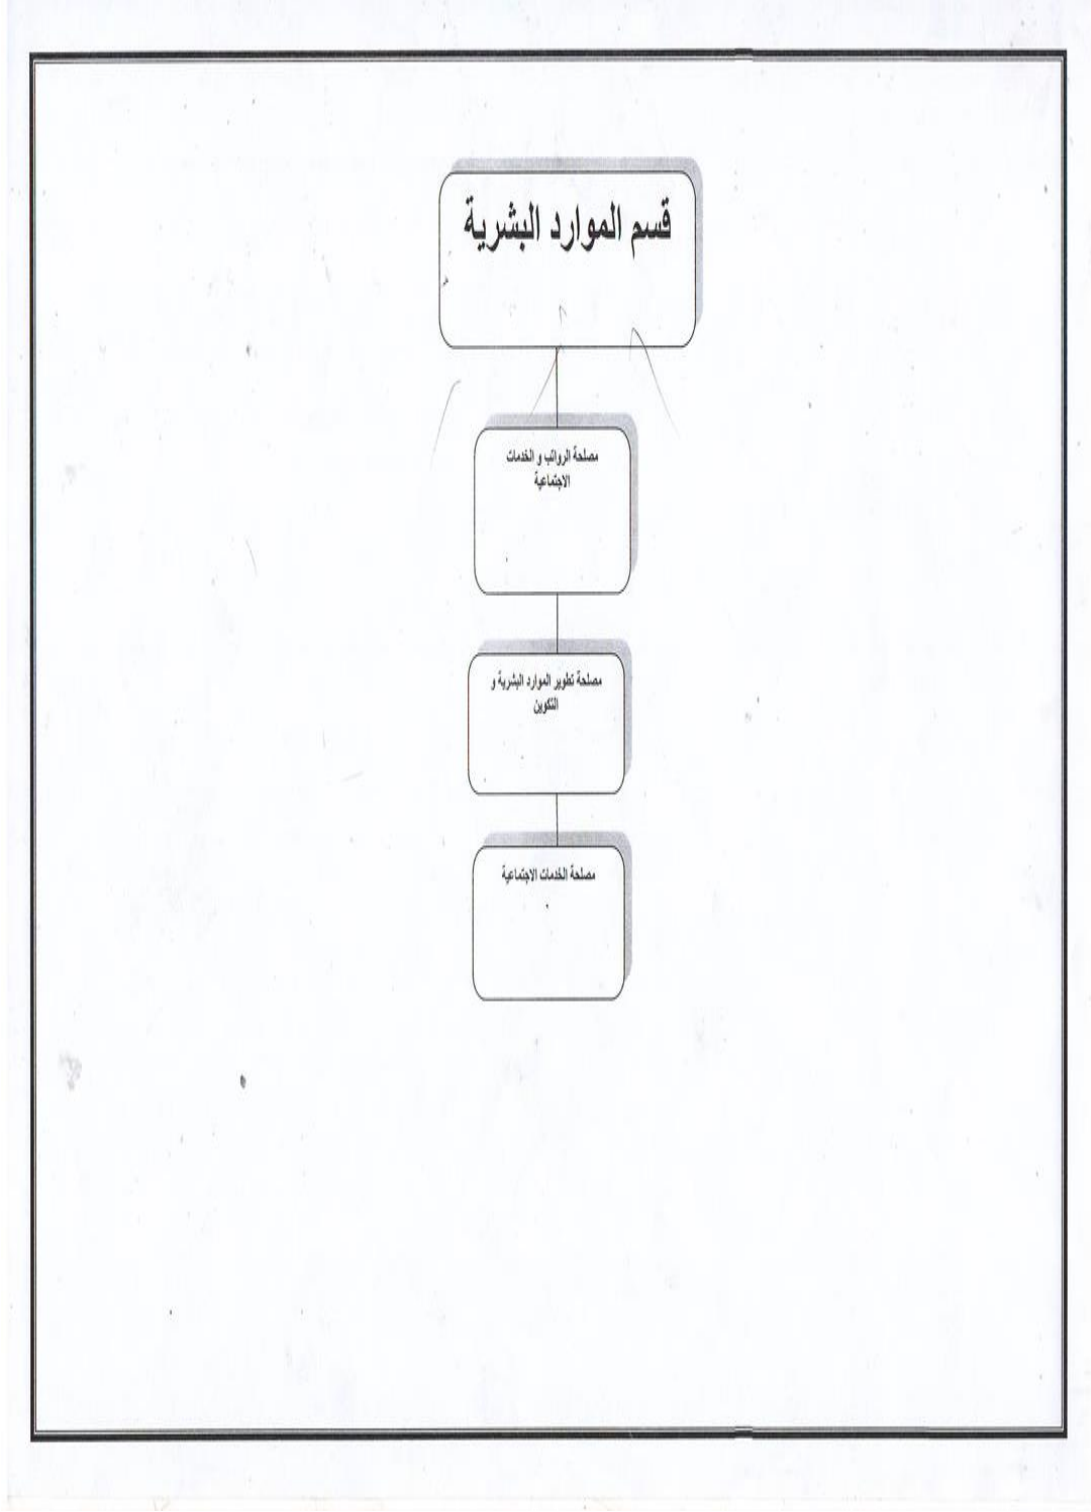 قسم الموارد البشرية
مصلحة الرواتب و الخدمات
الاجتماعية
مصلحة تطوير الموارد البشرية و
التكوين
مصلحة الخدمات الاجتماعية